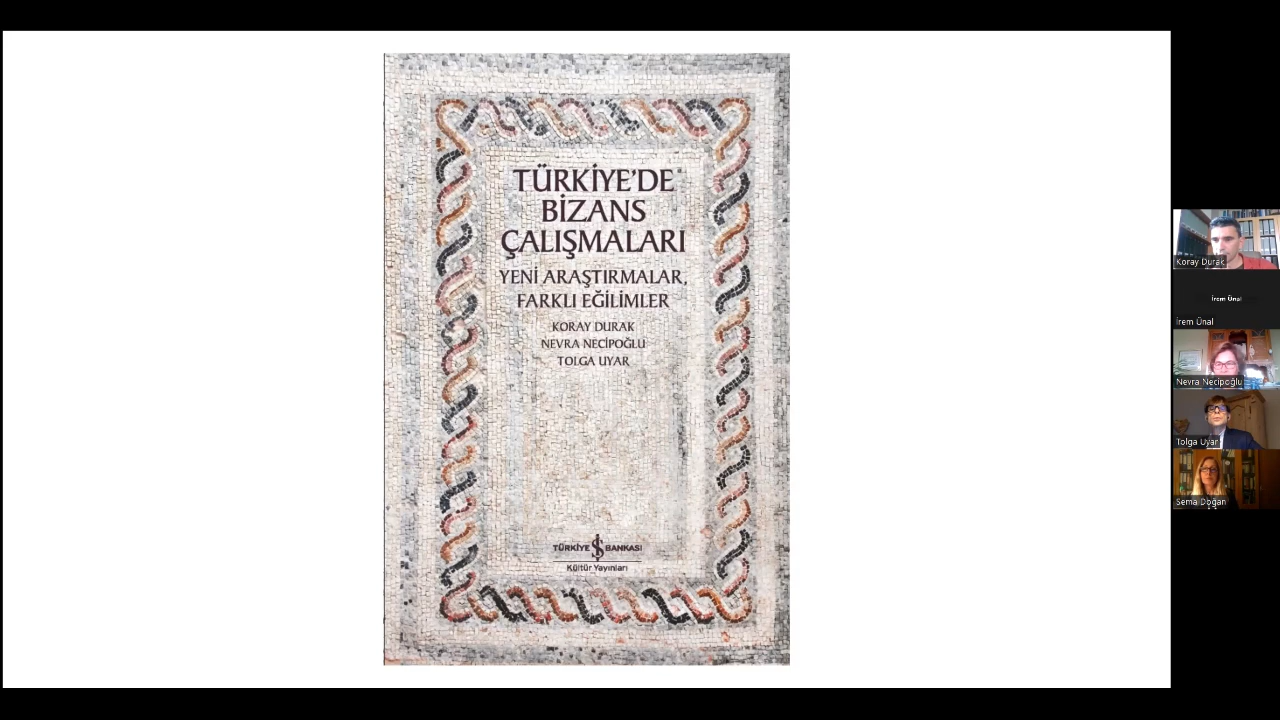 TÜRKİYE'DE
BİZANS
ÇALIŞMALARI
YENİ ARAŞTIRMALAR,
FARKLI EĞİLİMLER
KORAY DURAK
NEVRA NECİPOĞLU
TOLGA UYAR
TÜRKİYE İŞ BANKASI
Kültür Yayınları
Koray Durak
İrem Ünal
İrem Ünal
Nevra Necipoğlu
Tolga Uyar
Sema Doğan